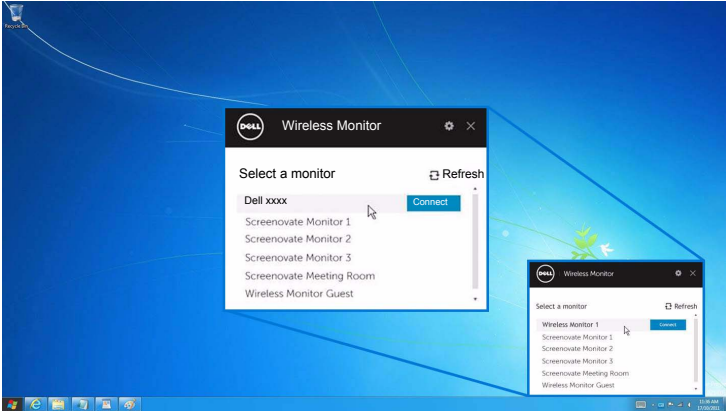 Recycle Bin
DELL
Wireless Monitor
Select a monitor
Refresh
Dell xxxx
Connect
Screenovate Monitor 1
Screenovate Monitor 2
Screenovate Monitor 3
Screenovate Meeting Room
Wireless Monitor Guest
DELL
Wireless Monitor
Select a monitor
Refresh
Wireless Monitor 1
Connect
Screenovate Monitor 1
Screenovate Monitor 2
Screenovate Monitor 3
Screenovate Meeting Room
Wireless Monitor Guest